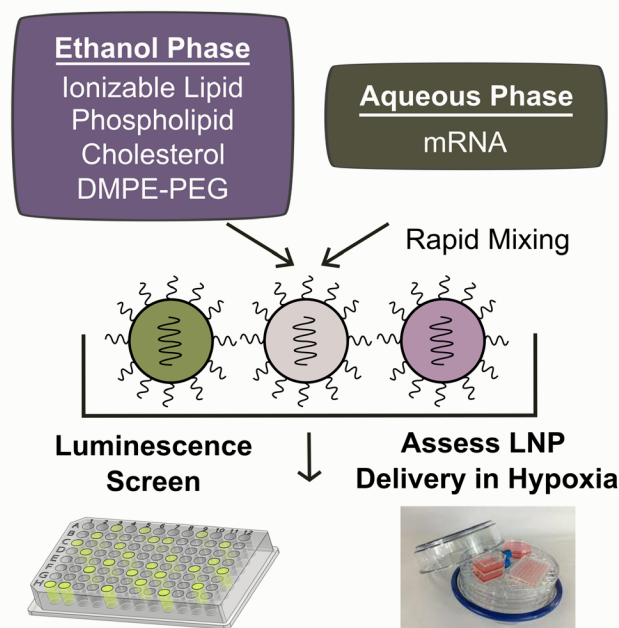 Ethanol Phase
Ionizable Lipid
Phospholipid
Cholesterol
DMPE-PEG
Aqueous Phase
mRNA
Rapid Mixing
Luminescence
Screen
Assess LNP
Delivery in Hypoxia
A
B
C
D
E
F
G
H